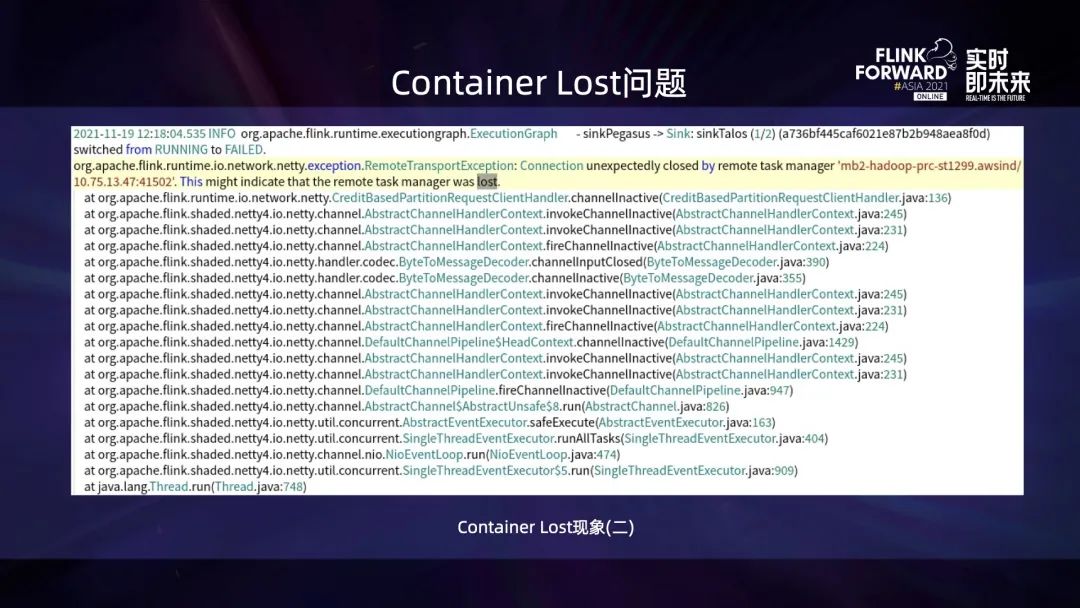 Container Lost问题
FLINK
FORWARD
#ASIA 2021
ONLINE
实时
即未来
REAL-TIME IS THE FUTURE
2021-11-19 12:18:04.535 INFO org.apache.flink.runtime.executiongraph.ExecutionGraph - sinkPegasus -> Sink: sinkTalos (1/2) (a736bf445caf6021e87b2b948aea8f0d)
switched from RUNNING to FAILED.
org.apache.flink.runtime.io.network.netty.exception.RemoteTransportException: Connection unexpectedly closed by remote task manager 'mb2-hadoop-prc-st1299.awsind/
10.75.13.47:41502'. This might indicate that the remote task manager was lost.
at org.apache.flink.runtime.io.network.netty.CreditBasedPartitionRequestClientHandler.channelInactive(CreditBasedPartitionRequestClientHandler.java:136)
at org.apache.flink.shaded.netty4.io.netty.channel.AbstractChannelHandlerContext.invokeChannelInactive(AbstractChannelHandlerContext.java:245)
at org.apache.flink.shaded.netty4.io.netty.channel.AbstractChannelHandlerContext.invokeChannelInactive(AbstractChannelHandlerContext.java:231)
at org.apache.flink.shaded.netty4.io.netty.channel.AbstractChannelHandlerContext.fireChannelInactive(AbstractChannelHandlerContext.java:224)
at org.apache.flink.shaded.netty4.io.netty.handler.codec.ByteToMessageDecoder.channelInputClosed(ByteToMessageDecoder.java:390)
at org.apache.flink.shaded.netty4.io.netty.handler.codec.ByteToMessageDecoder.channelInactive(ByteToMessageDecoder.java:355)
at org.apache.flink.shaded.netty4.io.netty.channel.AbstractChannelHandlerContext.invokeChannelInactive(AbstractChannelHandlerContext.java:245)
at org.apache.flink.shaded.netty4.io.netty.channel.AbstractChannelHandlerContext.invokeChannelInactive(AbstractChannelHandlerContext.java:231)
at org.apache.flink.shaded.netty4.io.netty.channel.AbstractChannelHandlerContext.fireChannelInactive(AbstractChannelHandlerContext.java:224)
at org.apache.flink.shaded.netty4.io.netty.channel.DefaultChannelPipeline$HeadContext.channelInactive(DefaultChannelPipeline.java:1429)
at org.apache.flink.shaded.netty4.io.netty.channel.AbstractChannelHandlerContext.invokeChannelInactive(AbstractChannelHandlerContext.java:245)
at org.apache.flink.shaded.netty4.io.netty.channel.AbstractChannelHandlerContext.invokeChannelInactive(AbstractChannelHandlerContext.java:231)
at org.apache.flink.shaded.netty4.io.netty.channel.DefaultChannelPipeline.fireChannelInactive(DefaultChannelPipeline.java:947)
at org.apache.flink.shaded.netty4.io.netty.channel.AbstractChannel$AbstractUnsafe$8.run(AbstractChannel.java:826)
at org.apache.flink.shaded.netty4.io.netty.util.concurrent.AbstractEventExecutor.safeExecute(AbstractEventExecutor.java:163)
at org.apache.flink.shaded.netty4.io.netty.util.concurrent.SingleThreadEventExecutor.runAllTasks(SingleThreadEventExecutor.java:404)
at org.apache.flink.shaded.netty4.io.netty.channel.nio.NioEventLoop.run(NioEventLoop.java:474)
at org.apache.flink.shaded.netty4.io.netty.util.concurrent.SingleThreadEventExecutor$5.run(SingleThreadEventExecutor.java:909)
at java.lang.Thread.run(Thread.java:748)
Container Lost现象(二)